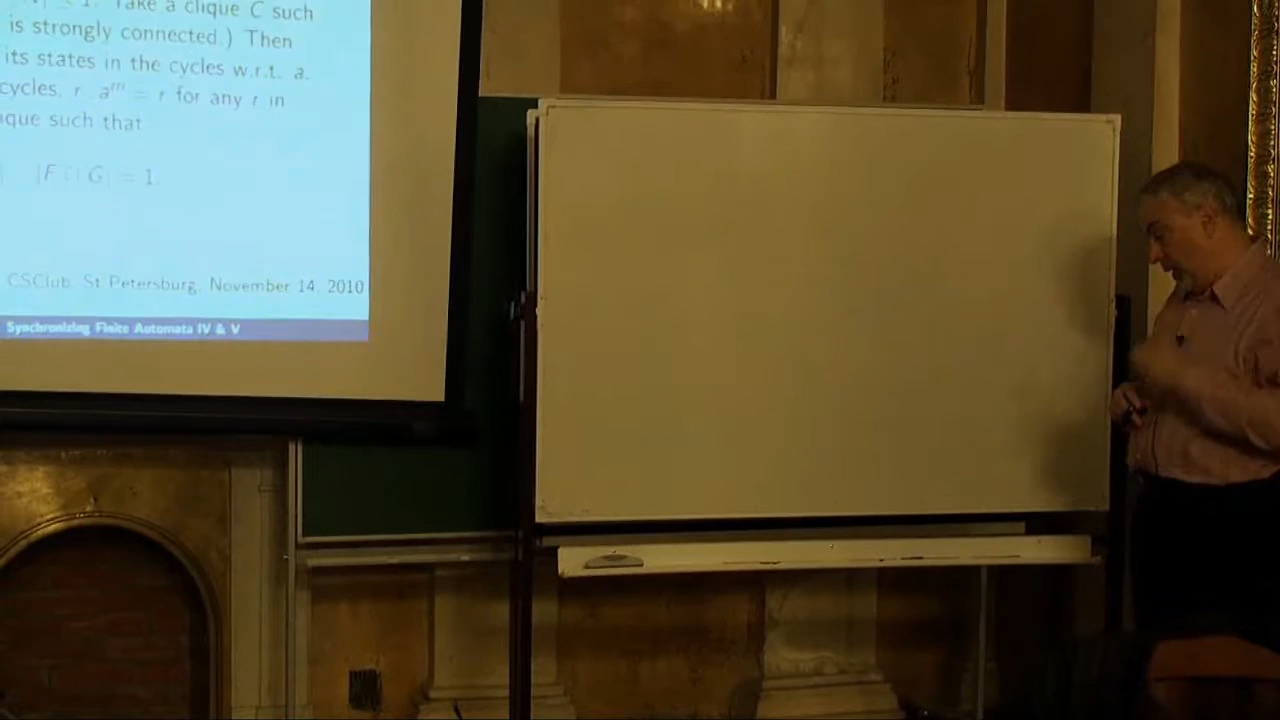 Take a clique C such
is strongly connected.) Then
its states in the cycles w.r.t. a.
cycles, r . aᵐ = r for any r in
such that
|F ∩ G| = 1.
CSClub, St Petersburg, November 14, 2010
Synchronizing Finite Automata IV & V